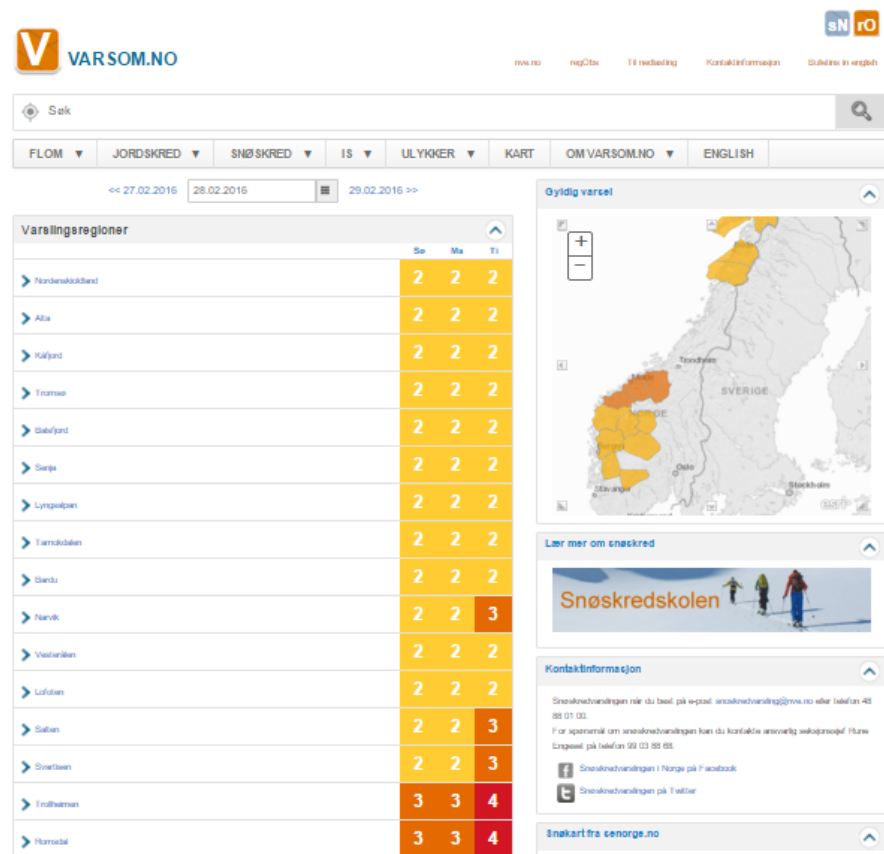 sN rO
V VARSOM.NO
nve.no regObs Til nedlasting Kontaktinformasjon Bulletins in english
Søk
FLOM ▼ JORDSKRED ▼ SNØSKRED ▼ IS ▼ ULYKKER ▼ KART OM VARSOM.NO ▼ ENGLISH
<< 27.02.2016 28.02.2016 29.02.2016 >>
Varslingsregioner
Sø Ma Ti
Nordenskiöldland 2 2 2
Alta 2 2 2
Kåfjord 2 2 2
Tromsø 2 2 2
Balsfjord 2 2 2
Senja 2 2 2
Lyngsalpan 2 2 2
Tamokdalen 2 2 2
Bardu 2 2 2
Narvik 2 2 3
Vesterålen 2 2 2
Lofoten 2 2 2
Salten 2 2 3
Svartisen 2 2 3
Trollheimen 3 3 4
Romsdal 3 3 4
Gyldig varsel
+
−
Trondheim
Molde
SVERIGE
NORGE
Bergen
Oslo
Stavanger
Stockholm
esri
Lær mer om snøskred
Snøskredskolen
Kontaktinformasjon
Snøskredvarslingen når du best på e-post snoskredvarsling@nve.no eller telefon 48
88 01 00.
For spørsmål om snøskredvarslingen kan du kontakte ansvarlig seksjonssjef Rune
Engeset på telefon 99 03 88 68.
Snøskredvarslingen i Norge på Facebook
Snøskredvarslingen på Twitter
Snøkart fra senorge.no